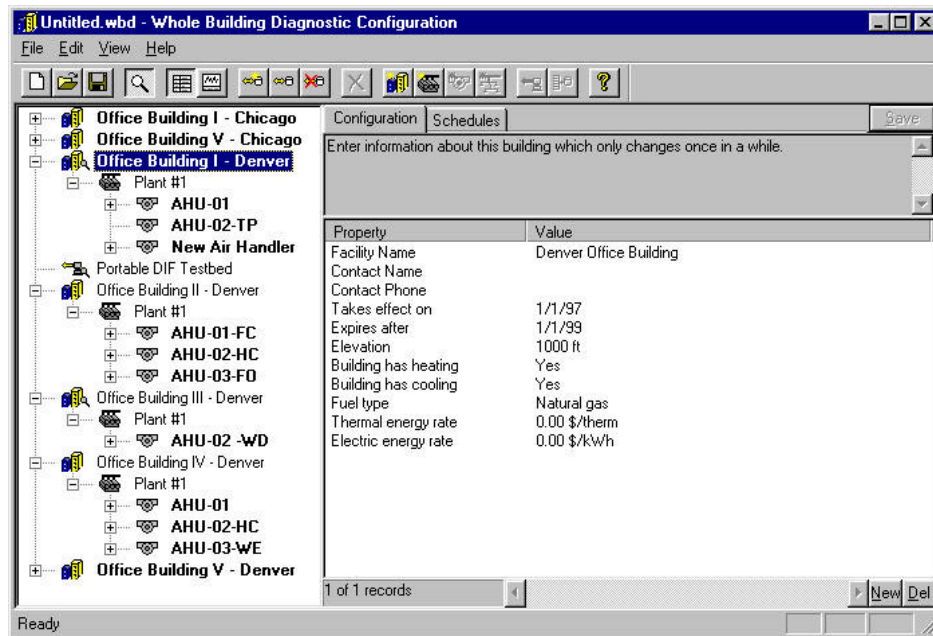 Untitled.wbd - Whole Building Diagnostic Configuration
File Edit View Help
Office Building I - Chicago
Office Building V - Chicago
Office Building I - Denver
Plant #1
AHU-01
AHU-02-TP
New Air Handler
Portable DIF Testbed
Office Building II - Denver
Plant #1
AHU-01-FC
AHU-02-HC
AHU-03-FO
Office Building III - Denver
Plant #1
AHU-02 -WD
Office Building IV - Denver
Plant #1
AHU-01
AHU-02-HC
AHU-03-WE
Office Building V - Denver
Configuration Schedules Save
Enter information about this building which only changes once in a while.
Property Value
Facility Name Denver Office Building
Contact Name
Contact Phone
Takes effect on 1/1/97
Expires after 1/1/99
Elevation 1000 ft
Building has heating Yes
Building has cooling Yes
Fuel type Natural gas
Thermal energy rate 0.00 $/therm
Electric energy rate 0.00 $/kWh
1 of 1 records New Del
Ready